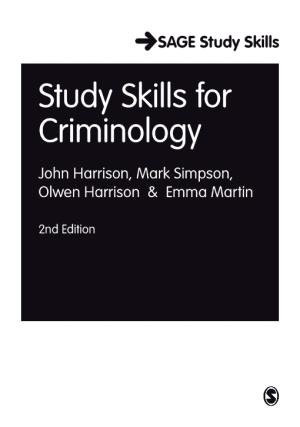 SAGE Study Skills
Study Skills for
Criminology
John Harrison, Mark Simpson,
Olwen Harrison & Emma Martin
2nd Edition